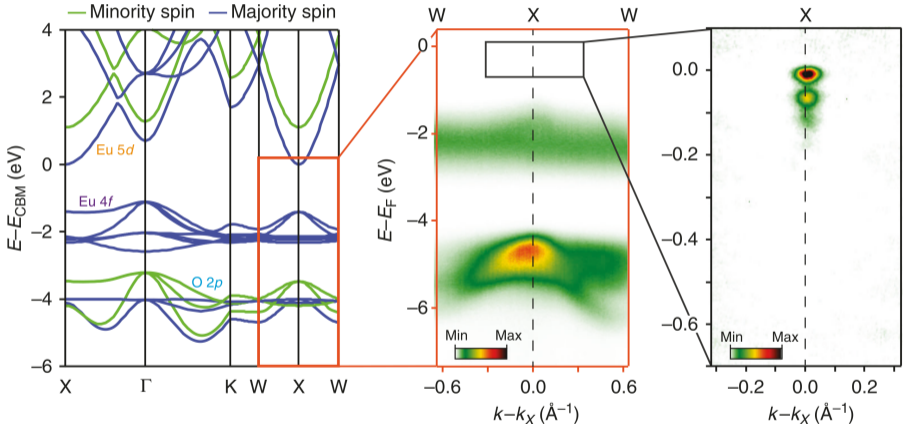 Minority spin Majority spin
4
2
0
−2
−4
−6
E–E_CBM (eV)
Eu 5d
Eu 4f
O 2p
X Γ K W X W
W X W
0
−2
−4
−6
E–E_F (eV)
Min Max
−0.6 0.0 0.6
k–k_X (Å⁻¹)
X
0.0
−0.2
−0.4
−0.6
Min Max
−0.2 0.0 0.2
k–k_X (Å⁻¹)